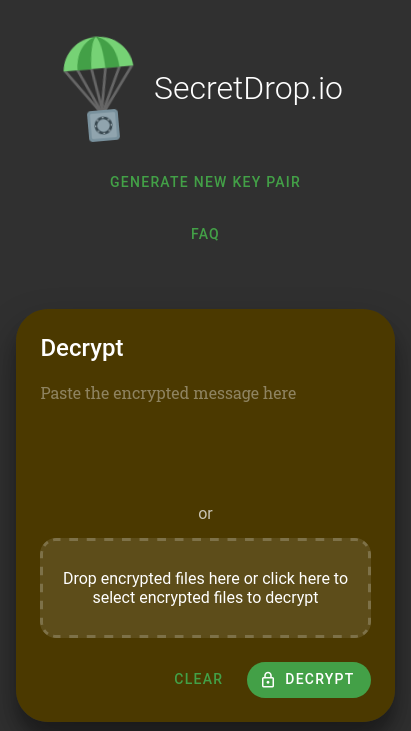 SecretDrop.io
GENERATE NEW KEY PAIR
FAQ
Decrypt
Paste the encrypted message here
or
Drop encrypted files here or click here to
select encrypted files to decrypt
CLEAR
DECRYPT